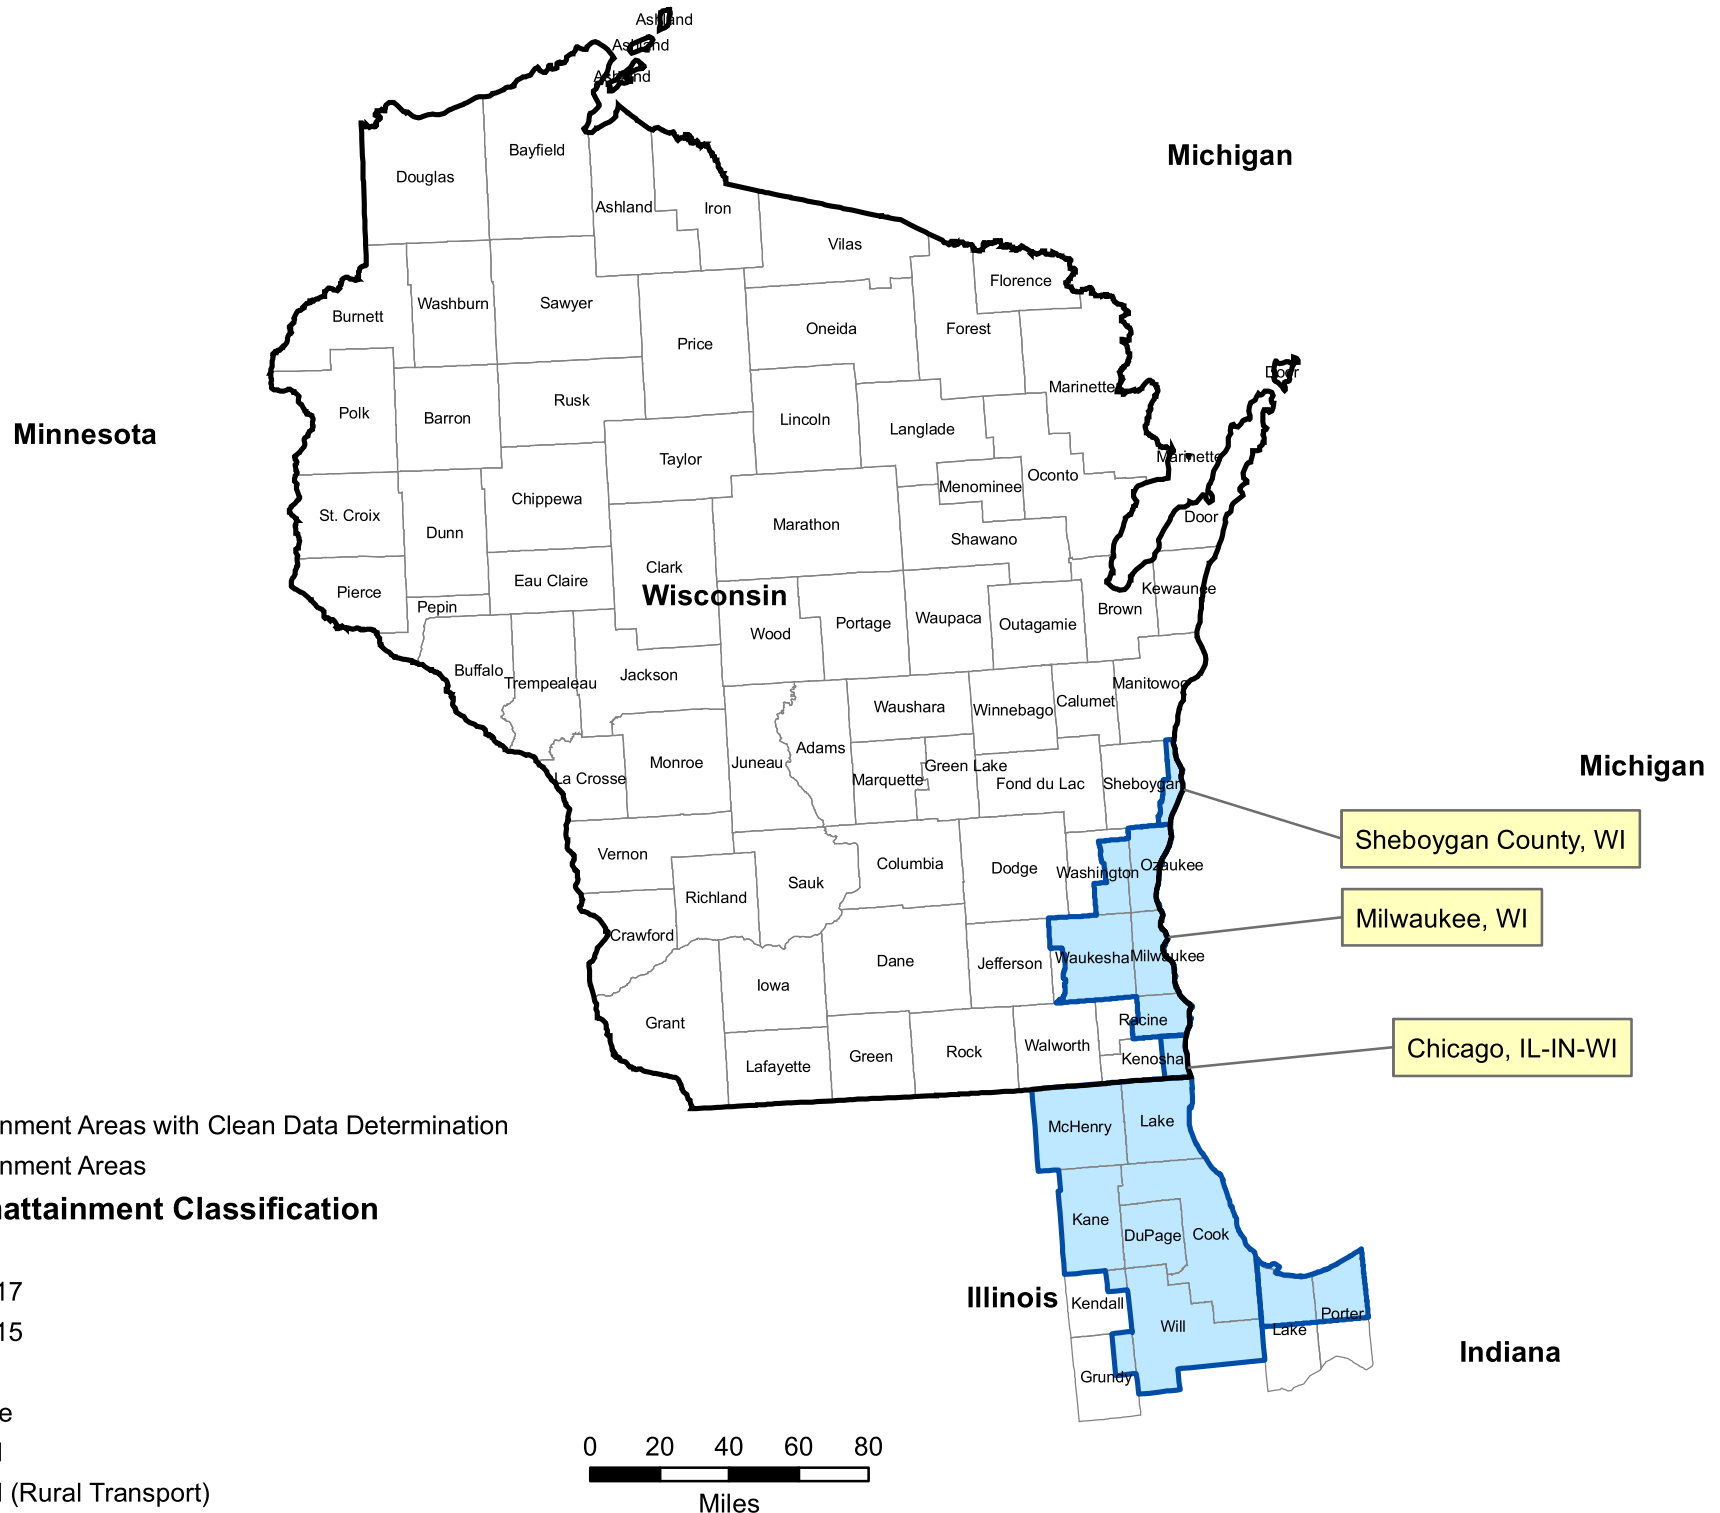 Ashland
Ashland
Ashland
Michigan
Bayfield
Douglas
Ashland
Iron
Vilas
Florence
Washburn
Sawyer
Burnett
Oneida
Forest
Price
Door
Marinette
Rusk
Polk
Barron
Lincoln
Langlade
Minnesota
Taylor
Marinette
Oconto
Menominee
Chippewa
St. Croix
Door
Marathon
Dunn
Shawano
Clark
Eau Claire
Kewaunee
Pierce
Wisconsin
Pepin
Brown
Waupaca
Portage
Outagamie
Wood
Buffalo
Jackson
Trempealeau
Manitowoc
Calumet
Waushara
Winnebago
Adams
Monroe
Juneau
Green Lake
Michigan
La Crosse
Marquette
Fond du Lac
Sheboygan
Sheboygan County, WI
Vernon
Columbia
Ozaukee
Dodge
Washington
Sauk
Richland
Milwaukee, WI
Crawford
Waukesha
Milwaukee
Dane
Jefferson
Iowa
Racine
Grant
Walworth
Chicago, IL-IN-WI
Rock
Green
Kenosha
Lafayette
nment Areas with Clean Data Determination
McHenry
Lake
nment Areas
attainment Classification
Kane
DuPage
Cook
17
Illinois
Kendall
Porter
15
Will
Lake
Indiana
Grundy
e
0 20 40 60 80
Miles
(Rural Transport)